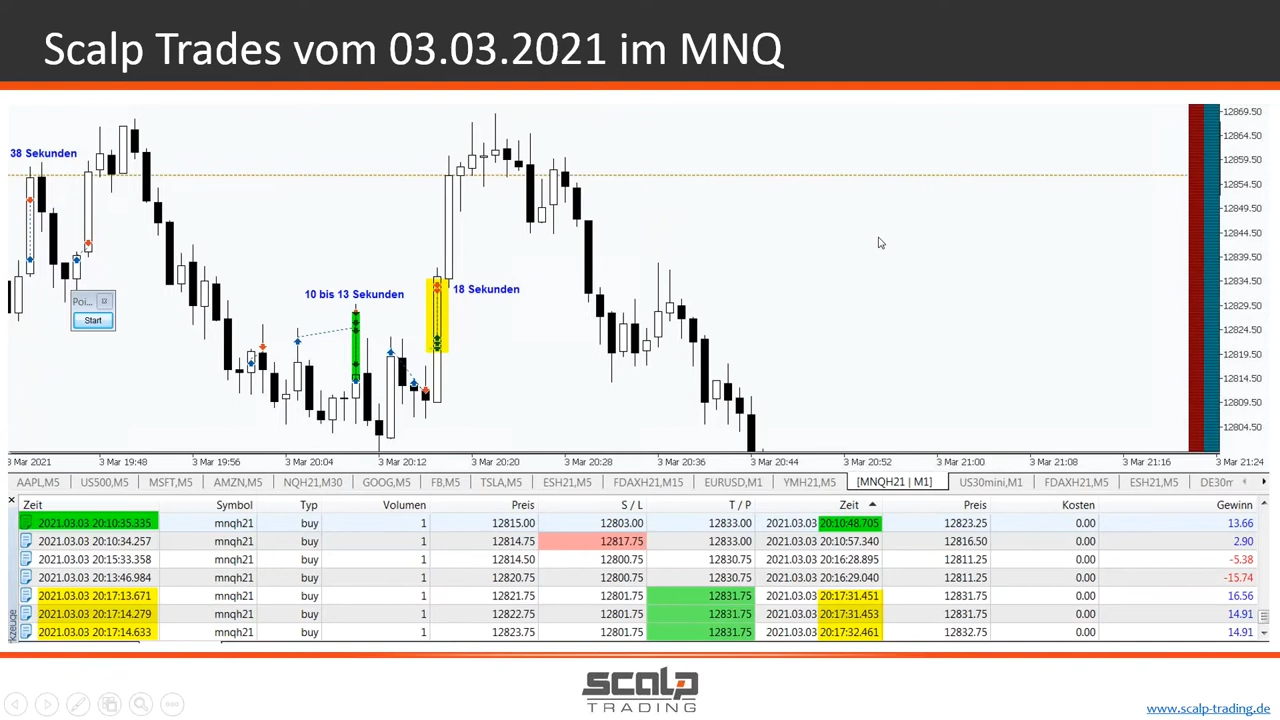 Scalp Trades vom 03.03.2021 im MNQ
38 Sekunden
10 bis 13 Sekunden
18 Sekunden
Poi...
Start
12869.50
12864.50
12859.50
12854.50
12849.50
12844.50
12839.50
12834.50
12829.50
12824.50
12819.50
12814.50
12809.50
12804.50
3 Mar 2021 3 Mar 19:48 3 Mar 19:56 3 Mar 20:04 3 Mar 20:12 3 Mar 20:20 3 Mar 20:28 3 Mar 20:36 3 Mar 20:44 3 Mar 20:52 3 Mar 21:00 3 Mar 21:08 3 Mar 21:16 3 Mar 21:24
AAPL,M5 US500,M5 MSFT,M5 AMZN,M5 NQH21,M30 GOOG,M5 FB,M5 TSLA,M5 ESH21,M5 FDAXH21,M15 EURUSD,M1 YMH21,M5 [MNQH21 | M1] US30mini,M1 FDAXH21,M5 ESH21,M5
Zeit Symbol Typ Volumen Preis S / L T / P Zeit Preis Kosten Gewinn
2021.03.03 20:10:35.335 mnqh21 buy 1 12815.00 12803.00 12833.00 2021.03.03 20:10:48.705 12823.25 0.00 13.66
2021.03.03 20:10:34.257 mnqh21 buy 1 12814.75 12817.75 12833.00 2021.03.03 20:10:57.340 12816.50 0.00 2.90
2021.03.03 20:15:33.358 mnqh21 buy 1 12814.50 12800.75 12830.75 2021.03.03 20:16:28.895 12811.25 0.00 -5.38
2021.03.03 20:13:46.984 mnqh21 buy 1 12820.75 12800.75 12830.75 2021.03.03 20:16:29.040 12811.25 0.00 -15.74
2021.03.03 20:17:13.671 mnqh21 buy 1 12821.75 12801.75 12831.75 2021.03.03 20:17:31.451 12831.75 0.00 16.56
2021.03.03 20:17:14.279 mnqh21 buy 1 12822.75 12801.75 12831.75 2021.03.03 20:17:31.453 12831.75 0.00 14.91
2021.03.03 20:17:14.633 mnqh21 buy 1 12823.75 12801.75 12831.75 2021.03.03 20:17:32.461 12832.75 0.00 14.91
scalp
TRADING
www.scalp-trading.de